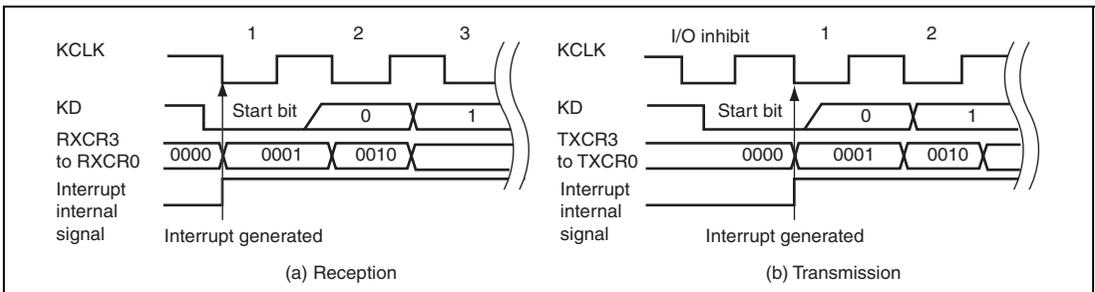 1 2 3
KCLK
KD Start bit 0 1
RXCR3
to RXCR0 0000 0001 0010
Interrupt
internal
signal
Interrupt generated
(a) Reception
I/O inhibit 1 2
KCLK
KD Start bit 0 1
TXCR3
to TXCR0 0000 0001 0010
Interrupt
internal
signal
Interrupt generated
(b) Transmission